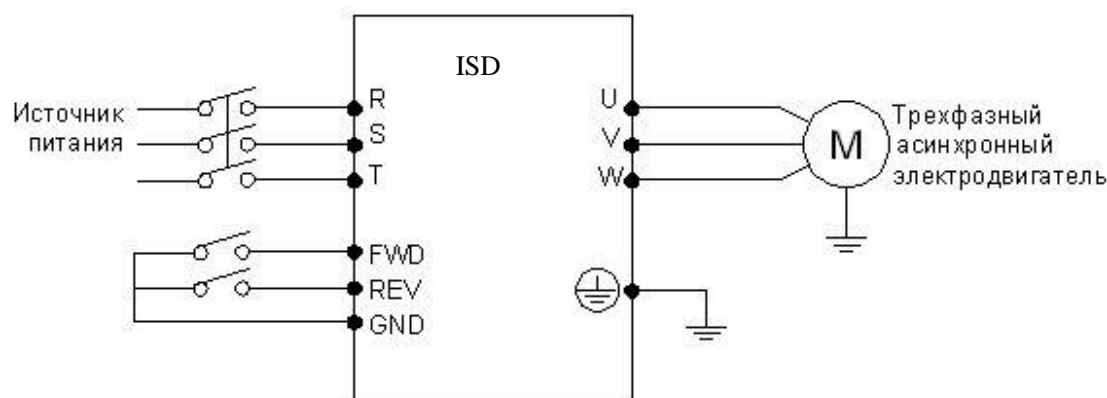 ISD
Источник
питания
R
S
T
FWD
REV
GND
U
V
W
M
Трехфазный
асинхронный
электродвигатель